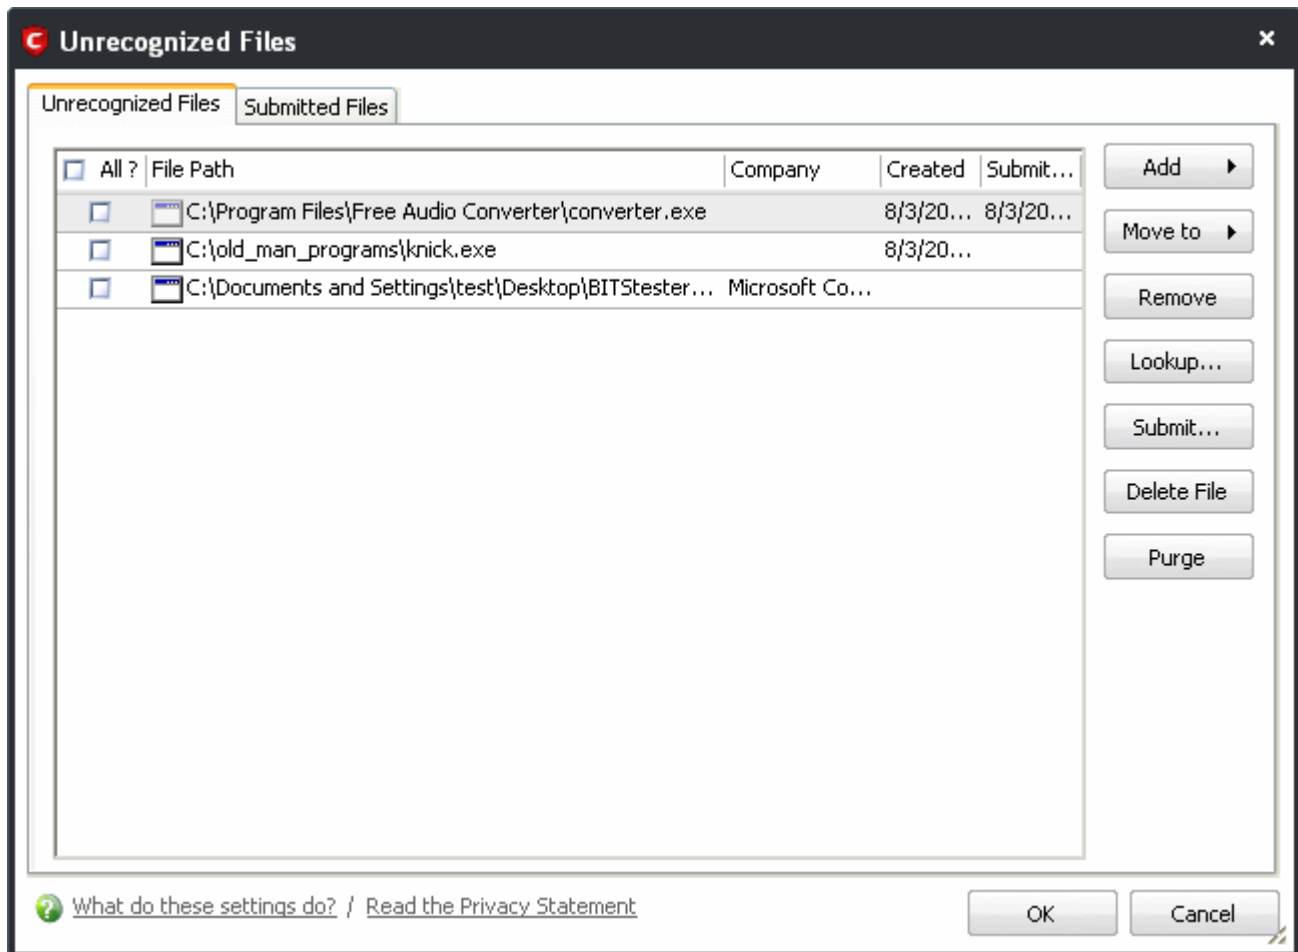 Unrecognized Files
Unrecognized Files Submitted Files
All ? File Path Company Created Submit...
C:\Program Files\Free Audio Converter\converter.exe 8/3/20... 8/3/20...
C:\old_man_programs\knick.exe 8/3/20...
C:\Documents and Settings\test\Desktop\BITStester... Microsoft Co...
Add
Move to
Remove
Lookup...
Submit...
Delete File
Purge
What do these settings do? / Read the Privacy Statement
OK Cancel